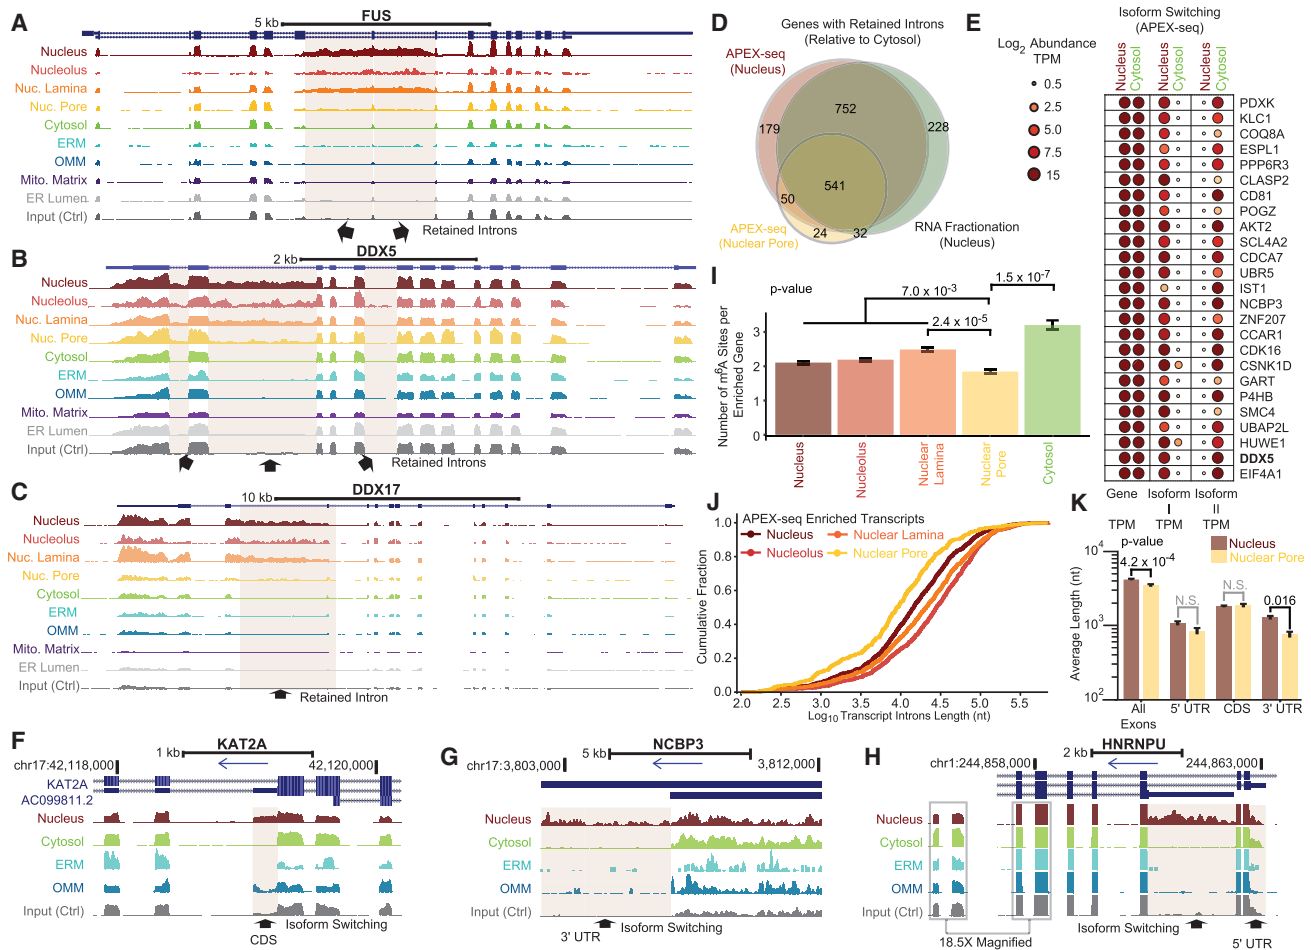 A
FUS
5 kb
Nucleus
Nucleolus
Nuc. Lamina
Nuc. Pore
Cytosol
ERM
OMM
Mito. Matrix
ER Lumen
Input (Ctrl)
Retained Introns
B
DDX5
2 kb
Nucleus
Nucleolus
Nuc. Lamina
Nuc. Pore
Cytosol
ERM
OMM
Mito. Matrix
ER Lumen
Input (Ctrl)
Retained Introns
C
DDX17
10 kb
Nucleus
Nucleolus
Nuc. Lamina
Nuc. Pore
Cytosol
ERM
OMM
Mito. Matrix
ER Lumen
Input (Ctrl)
Retained Intron
D
Genes with Retained Introns
(Relative to Cytosol)
APEX-seq
(Nucleus)
752
179
228
541
50
24
32
APEX-seq
(Nuclear Pore)
RNA Fractionation
(Nucleus)
E
Isoform Switching
(APEX-seq)
Log2 Abundance
TPM
0.5
2.5
5.0
7.5
15
Nucleus
Cytosol
Nucleus
Cytosol
Nucleus
Cytosol
PDXK
KLC1
COQ8A
ESPL1
PPP6R3
CLASP2
CD81
POGZ
AKT2
SCL4A2
CDCA7
UBR5
IST1
NCBP3
ZNF207
CCAR1
CDK16
CSNK1D
GART
P4HB
SMC4
UBAP2L
HUWE1
DDX5
EIF4A1
Gene
TPM
Isoform
I
TPM
Isoform
II
TPM
I
p-value
7.0 x 10-3
1.5 x 10-7
2.4 x 10-5
Number of m6A Sites per
Enriched Gene
3
2
1
0
Nucleus
Nucleolus
Nuclear
Lamina
Nuclear
Pore
Cytosol
J
APEX-seq Enriched Transcripts
Nucleus
Nuclear Lamina
Nucleolus
Nuclear Pore
Cumulative Fraction
1.0
0.8
0.6
0.4
0.2
0.0
2.0
2.5
3.0
3.5
4.0
4.5
5.0
5.5
Log10 Transcript Introns Length (nt)
K
Nucleus
Nuclear Pore
p-value
4.2 x 10-4
N.S.
N.S.
0.016
Average Length (nt)
104
103
102
All
Exons
5' UTR
CDS
3' UTR
F
KAT2A
1 kb
chr17:42,118,000
42,120,000
KAT2A
AC099811.2
Nucleus
Cytosol
ERM
OMM
Input (Ctrl)
Isoform Switching
CDS
G
NCBP3
5 kb
chr17:3,803,000
3,812,000
Nucleus
Cytosol
ERM
OMM
Input (Ctrl)
Isoform Switching
3' UTR
H
HNRNPU
2 kb
chr1:244,858,000
244,863,000
Nucleus
Cytosol
ERM
OMM
Input (Ctrl)
Isoform Switching
18.5X Magnified
5' UTR